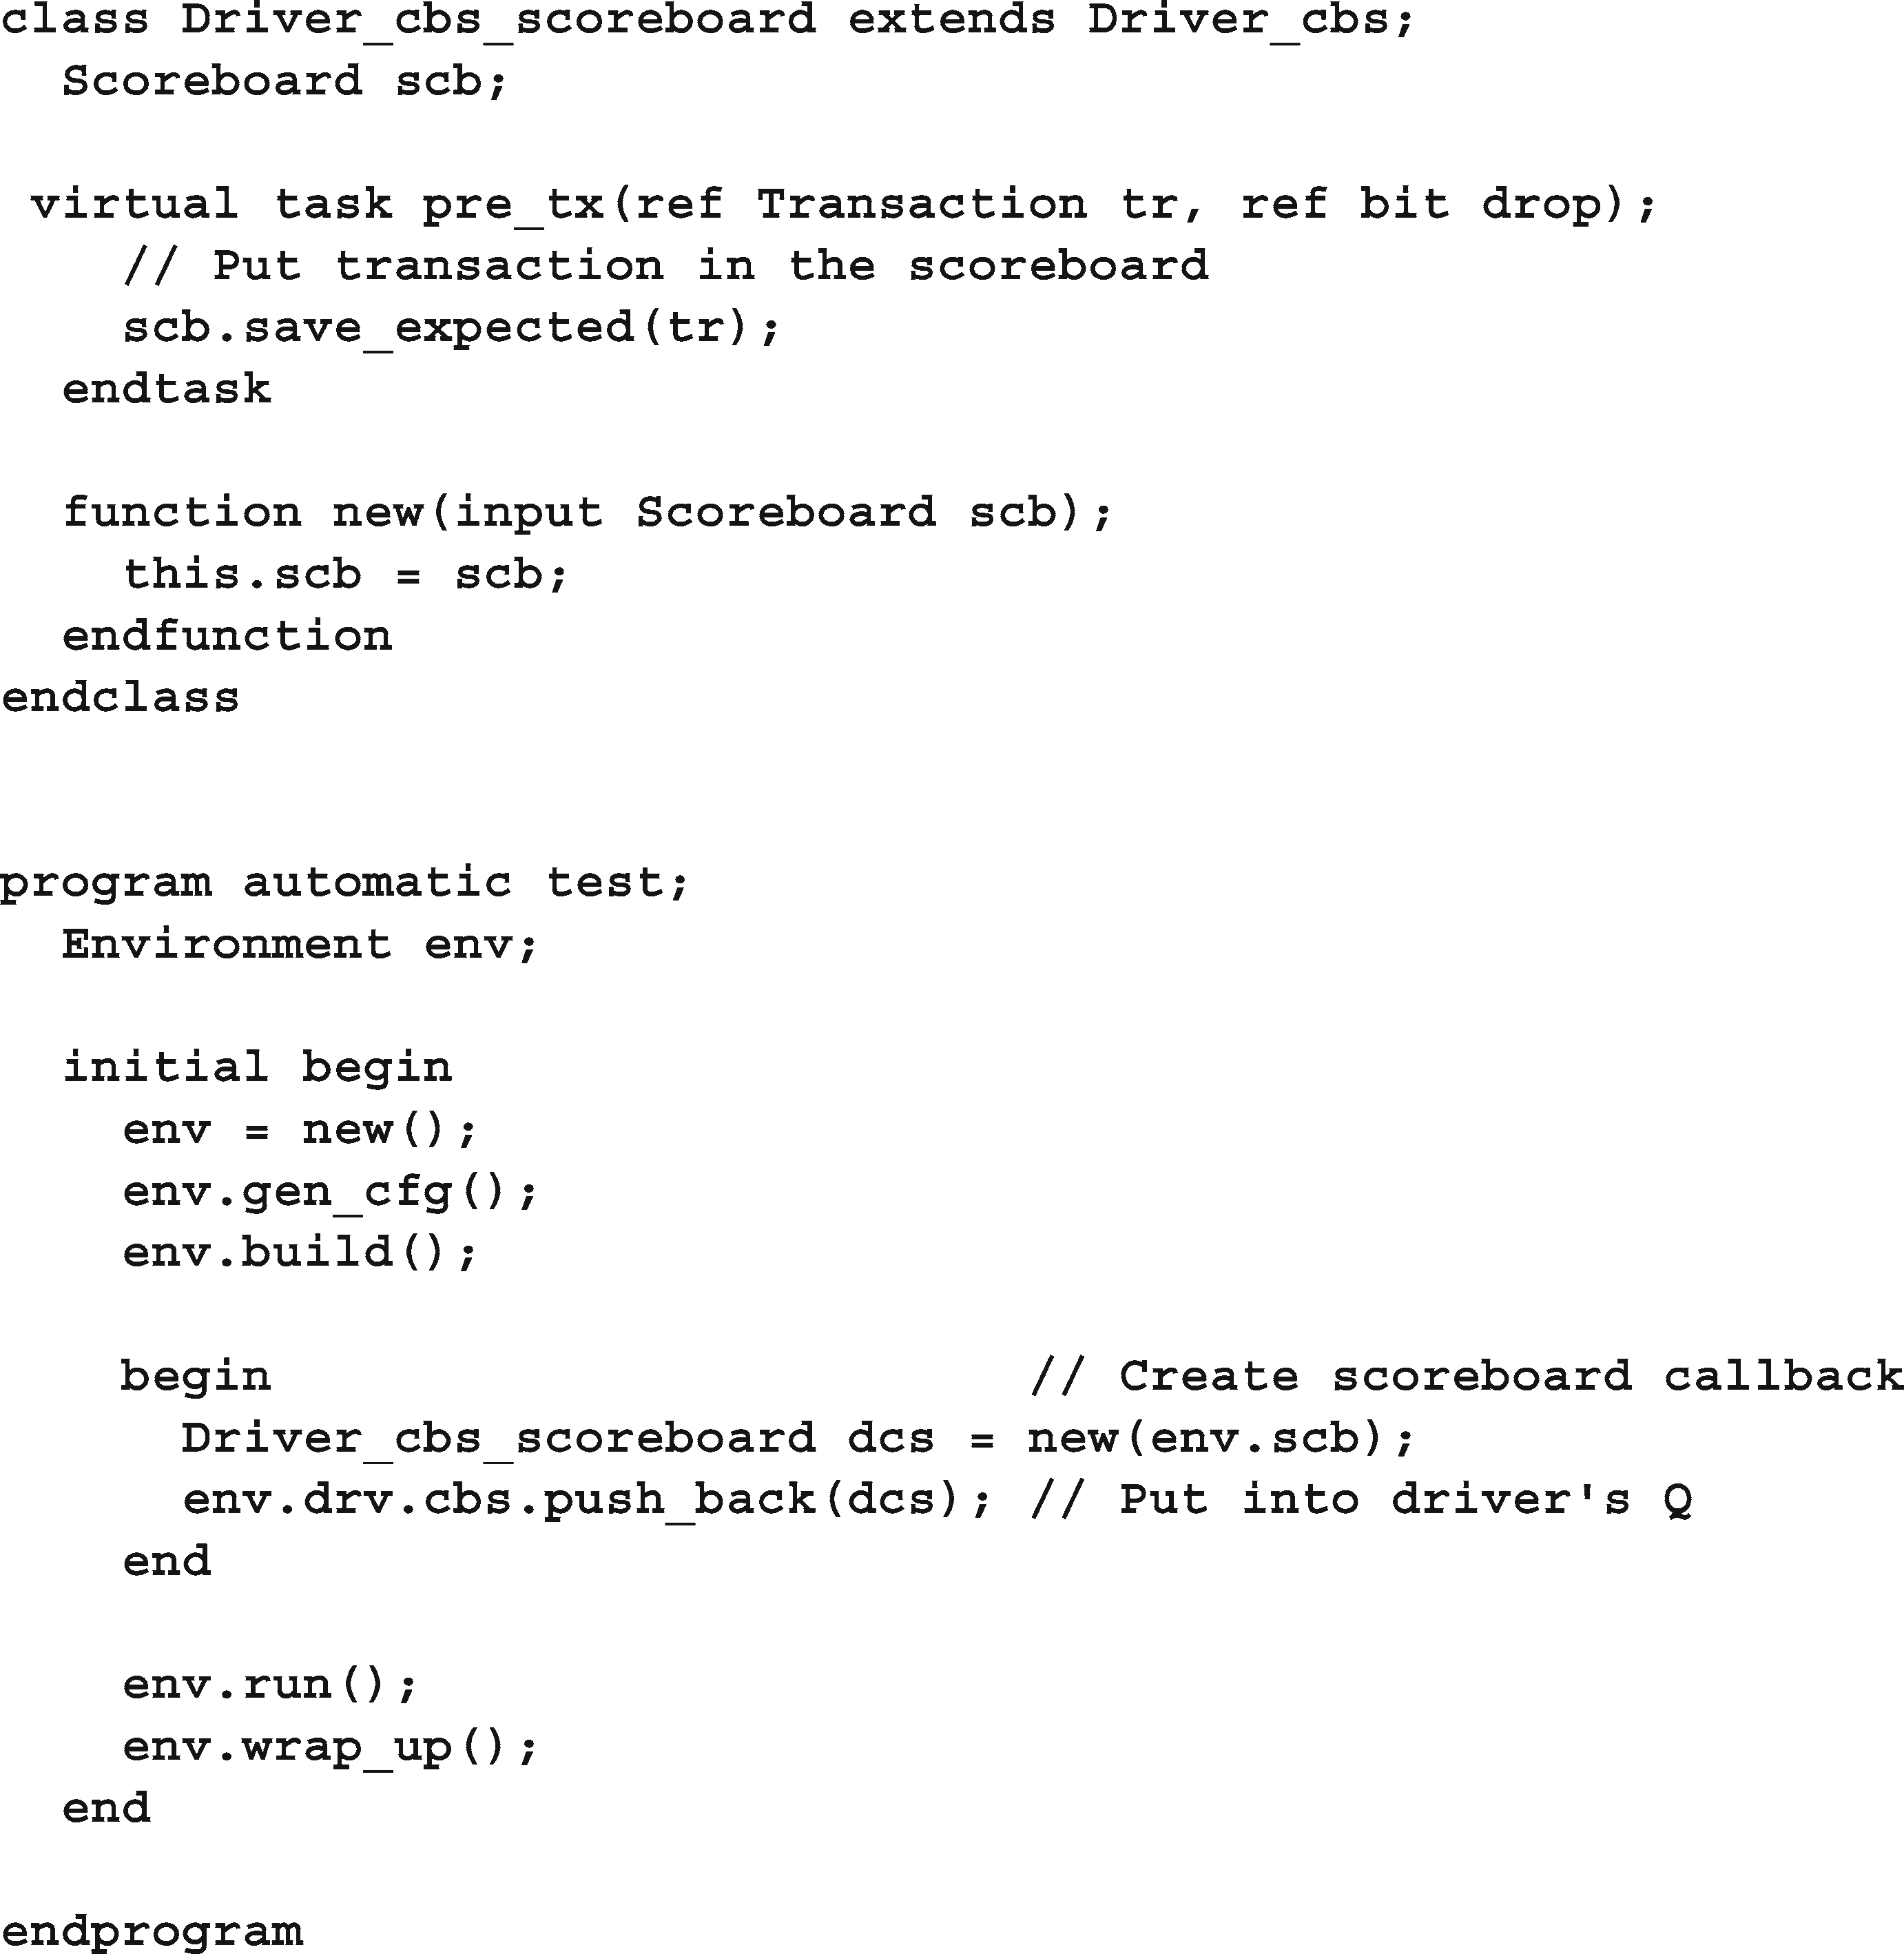 class Driver_cbs_scoreboard extends Driver_cbs;
  Scoreboard scb;

 virtual task pre_tx(ref Transaction tr, ref bit drop);
    // Put transaction in the scoreboard
    scb.save_expected(tr);
  endtask

  function new(input Scoreboard scb);
    this.scb = scb;
  endfunction
endclass

program automatic test;
  Environment env;

  initial begin
    env = new();
    env.gen_cfg();
    env.build();

    begin                         // Create scoreboard callback
      Driver_cbs_scoreboard dcs = new(env.scb);
      env.drv.cbs.push_back(dcs); // Put into driver's Q
    end

    env.run();
    env.wrap_up();
  end

endprogram